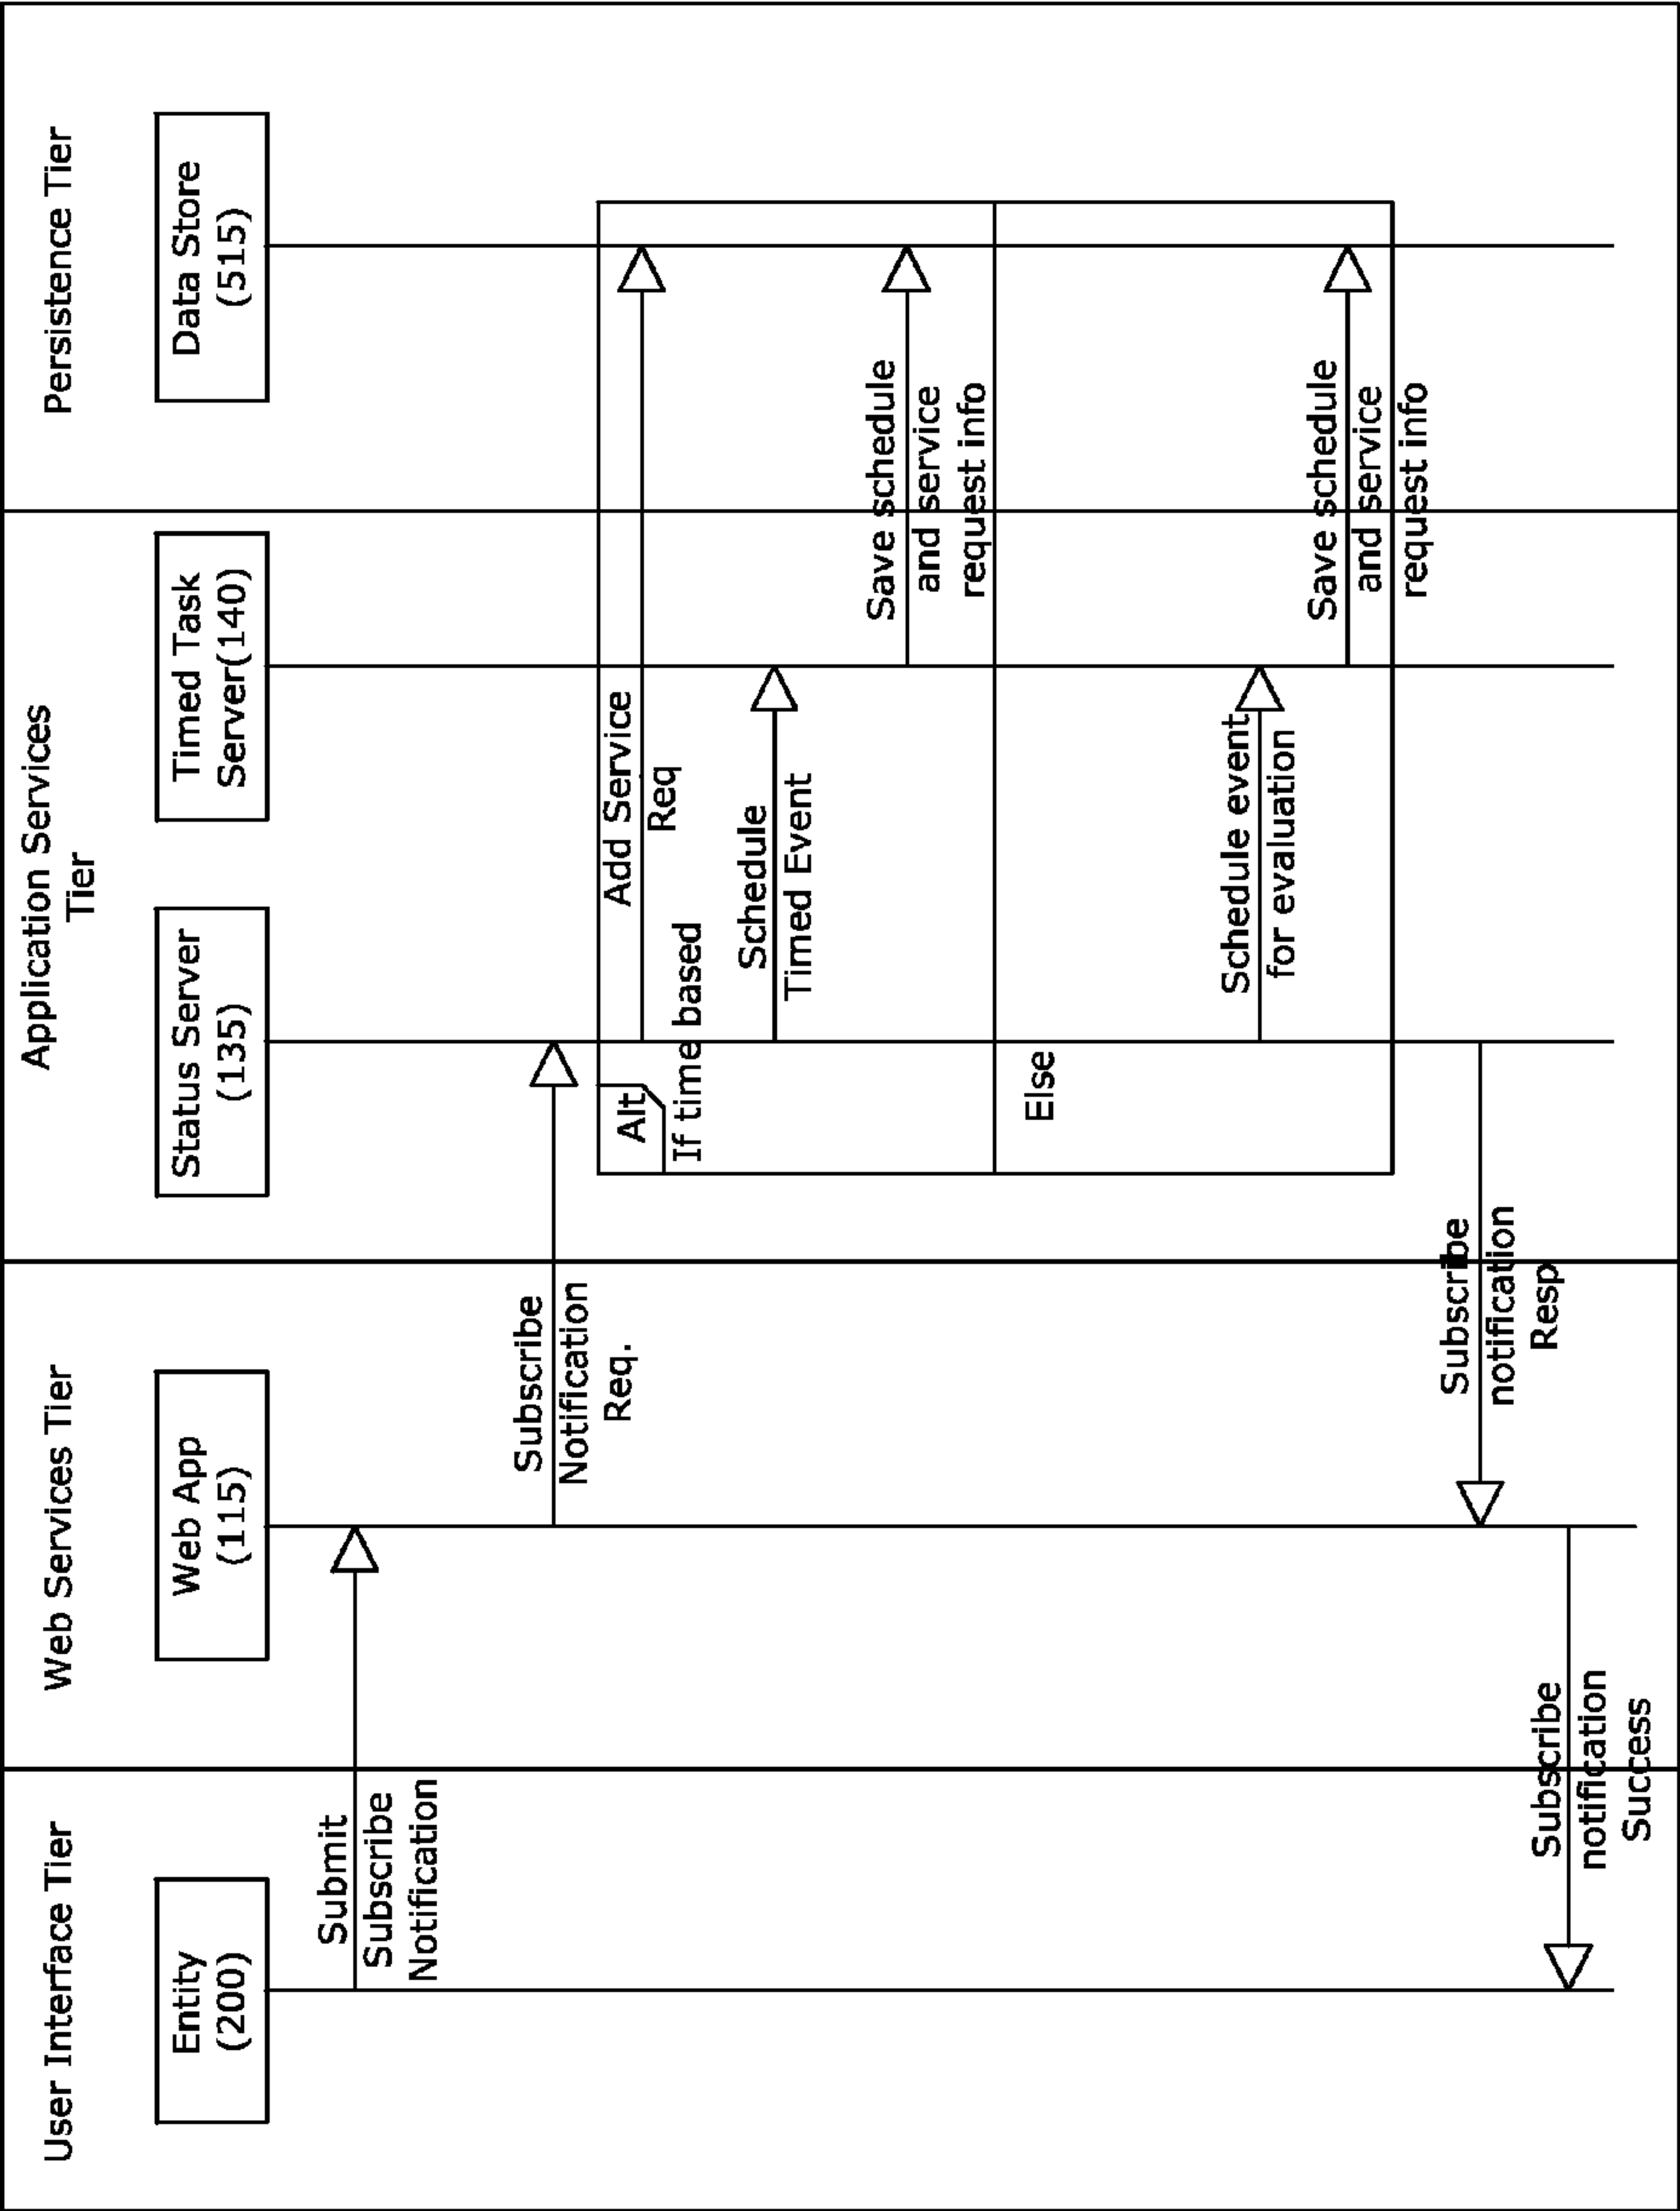 User Interface Tier
Web Services Tier
Application Services
Tier
Persistence Tier
Entity
(200)
Web App
(115)
Status Server
(135)
Timed Task
Server(140)
Data Store
(515)
Submit
Subscribe
Notification
Subscribe
Notification
Req.
Alt
If time based
Add Service
Req
Schedule
Timed Event
Save schedule
and service
request info
Else
Schedule event
for evaluation
Save schedule
and service
request info
Subscribe
notification
Resp
Subscribe
notification
Success